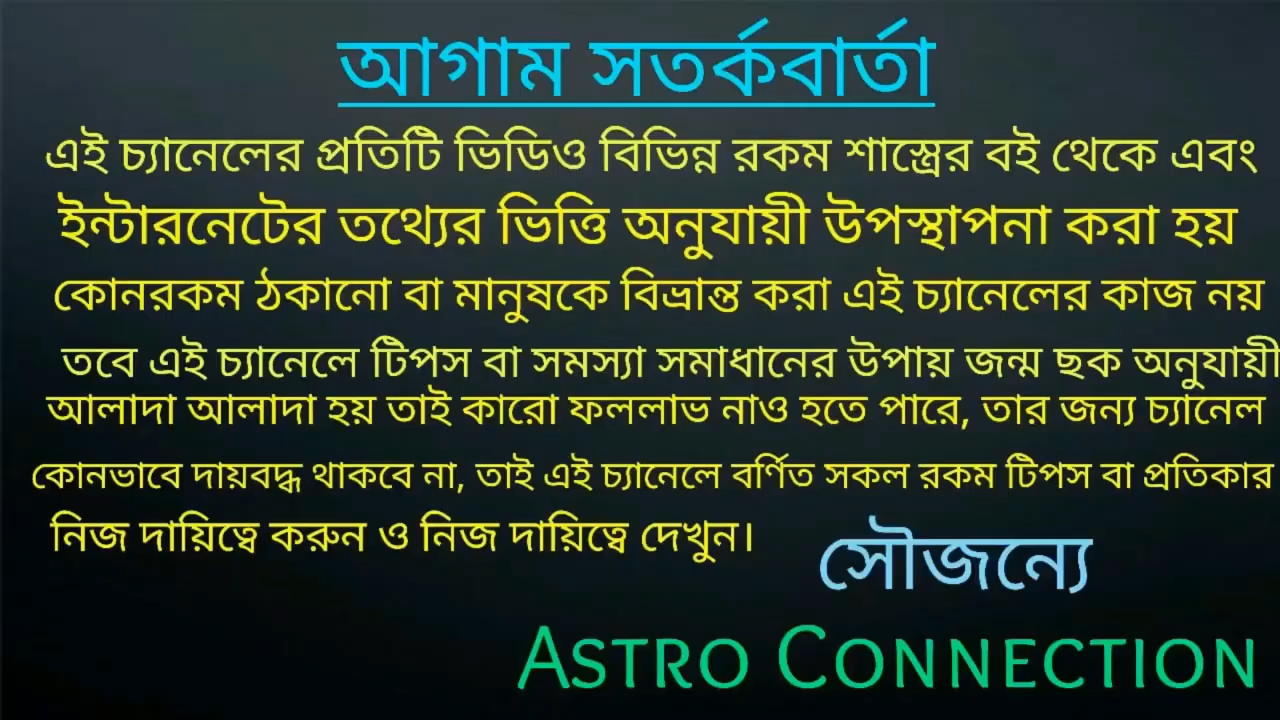 আগাম সতর্কবার্তা
এই চ্যানেলের প্রতিটি ভিডিও বিভিন্ন রকম শাস্ত্রের বই থেকে এবং
ইন্টারনেটের তথ্যের ভিত্তি অনুযায়ী উপস্থাপনা করা হয়
কোনরকম ঠকানো বা মানুষকে বিভ্রান্ত করা এই চ্যানেলের কাজ নয়
তবে এই চ্যানেলে টিপস বা সমস্যা সমাধানের উপায় জন্ম ছক অনুযায়ী
আলাদা আলাদা হয় তাই কারো ফললাভ নাও হতে পারে, তার জন্য চ্যানেল
কোনভাবে দায়বদ্ধ থাকবে না, তাই এই চ্যানেলে বর্ণিত সকল রকম টিপস বা প্রতিকার
নিজ দায়িত্বে করুন ও নিজ দায়িত্বে দেখুন।
সৌজন্যে
ASTRO CONNECTION